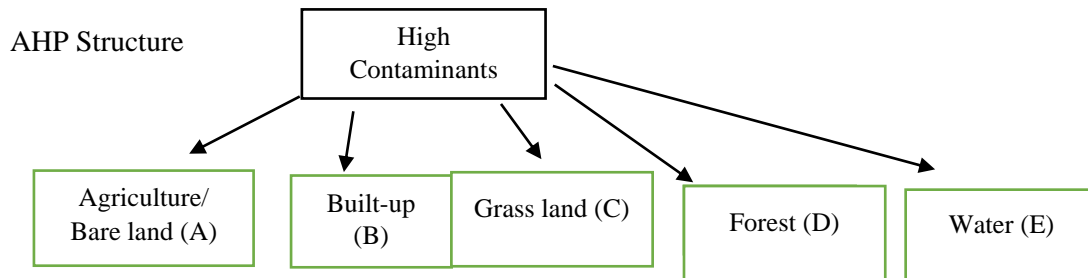 AHP Structure
High
Contaminants
Agriculture/
Bare land (A)
Built-up
(B)
Grass land (C)
Forest (D)
Water (E)